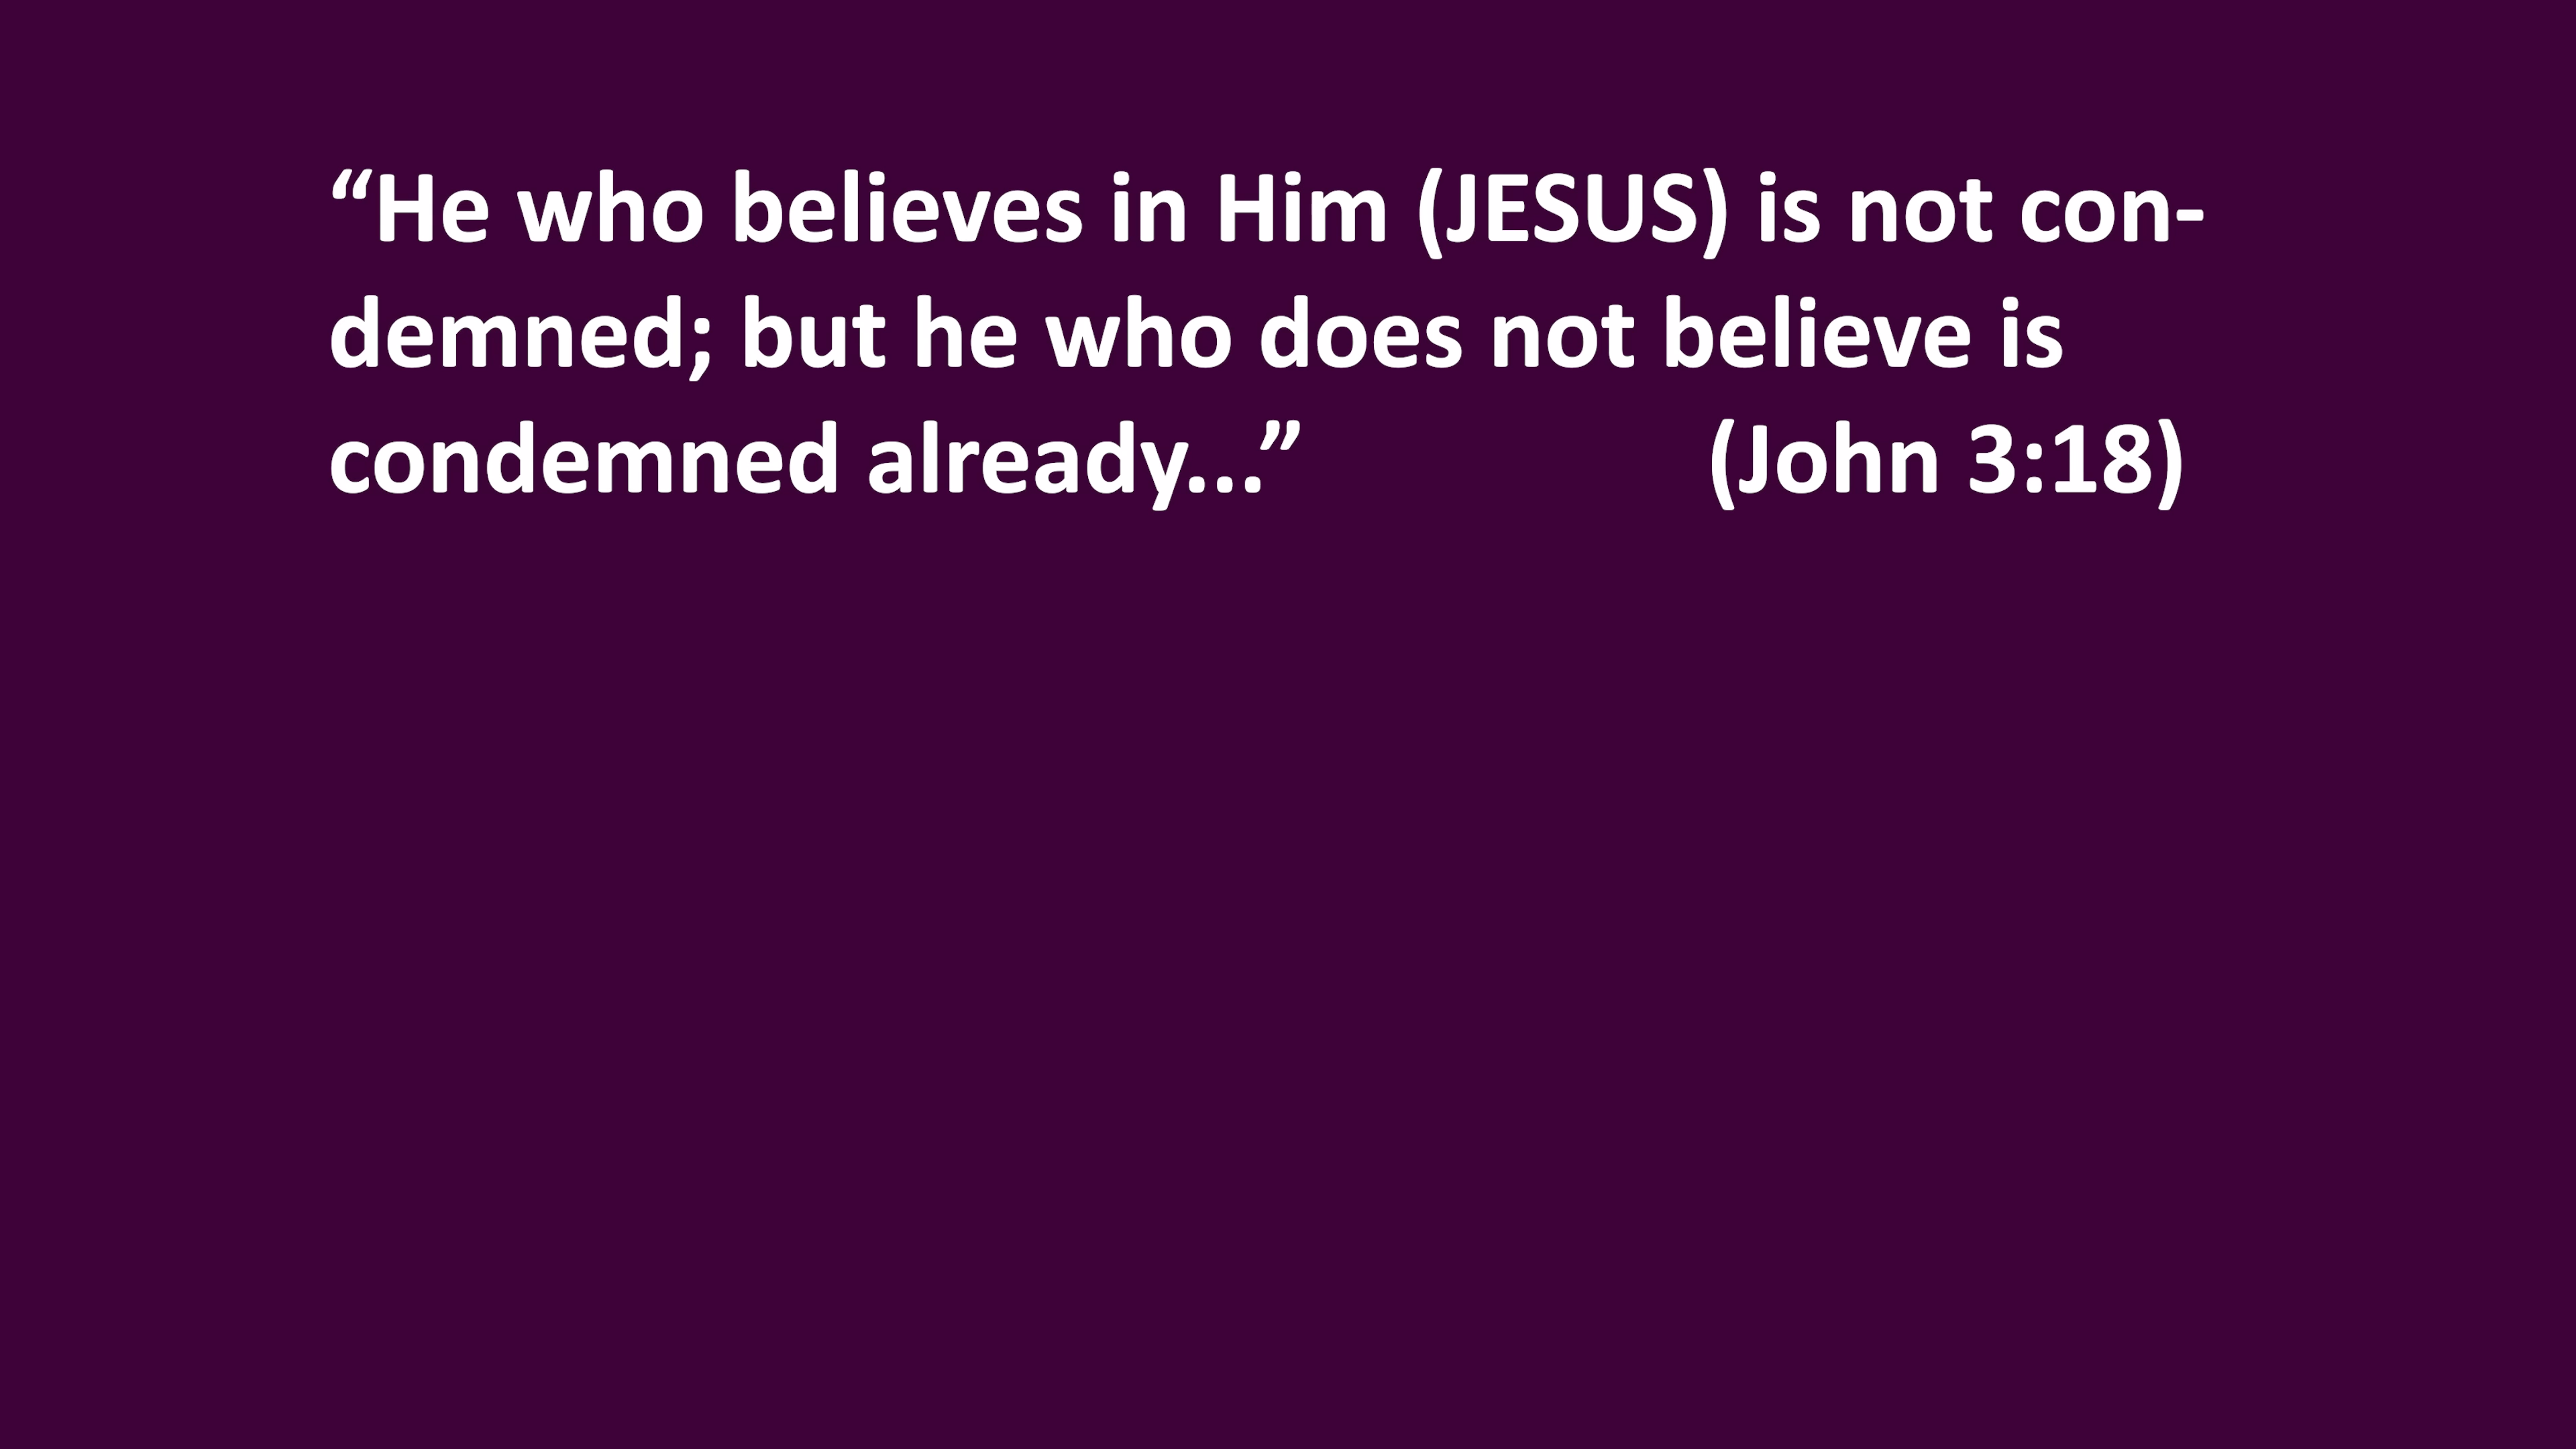 “He who believes in Him (JESUS) is not con-
demned; but he who does not believe is
condemned already...” (John 3:18)